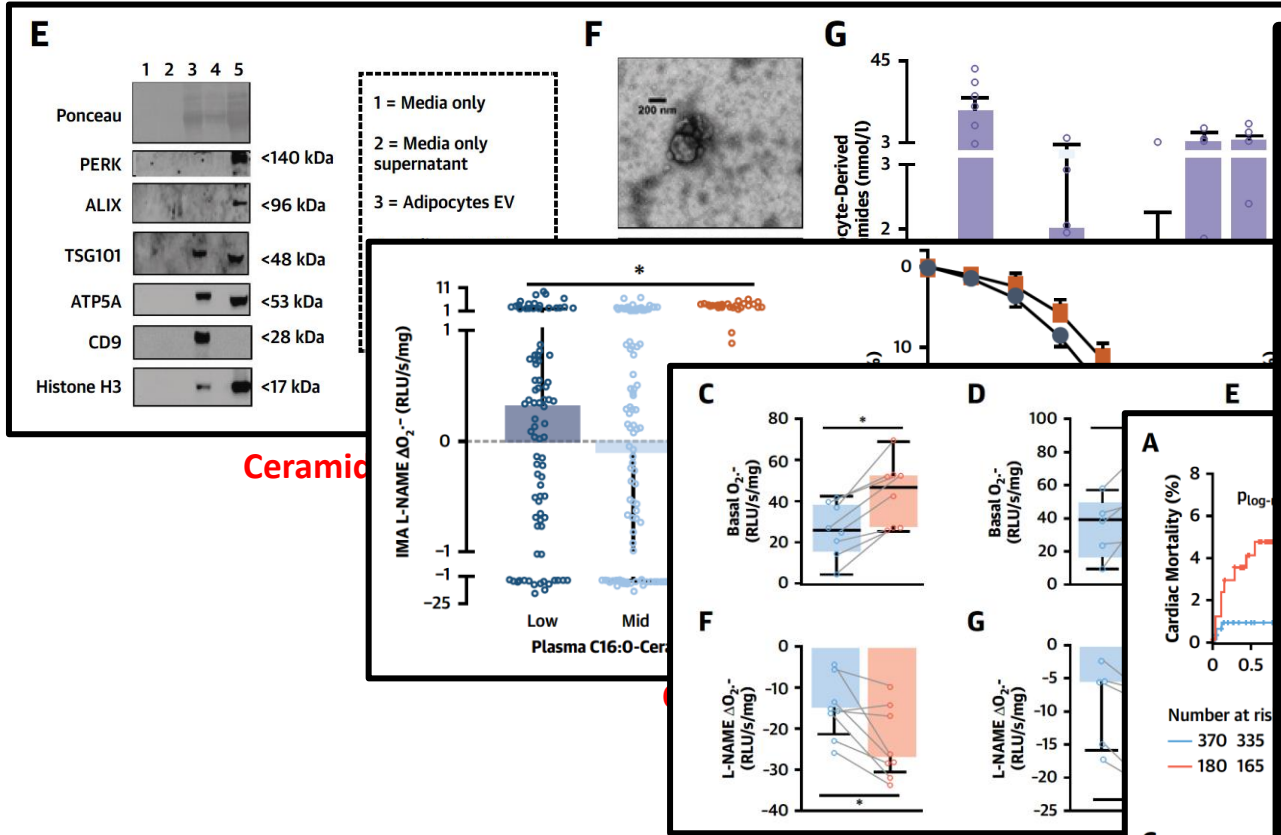 E
1 2 3 4 5
Ponceau
PERK <140 kDa
ALIX <96 kDa
TSG101 <48 kDa
ATP5A <53 kDa
CD9 <28 kDa
Histone H3 <17 kDa
1 = Media only
2 = Media only
supernatant
3 = Adipocytes EV
F
200 nm
G
45
3
3
2
cyte-Derived
amides (nmol/l)
Ceramid
IMA L-NAME ΔO₂.- (RLU/s/mg)
11
1
1
0
−1
−1
−25
*
Low Mid
Plasma C16:0-Cera
0
10
C
Basal O₂.-
(RLU/s/mg)
80
60
40
20
0
*
D
Basal O₂.-
(RLU/s/mg)
100
80
60
40
20
0
E
F
L-NAME ΔO₂.-
(RLU/s/mg)
0
-10
-20
-30
-40
*
G
L-NAME ΔO₂.-
(RLU/s/mg)
0
-5
-10
-15
-20
-25
A
Cardiac Mortality (%)
8
6
4
2
0
p log-r
0 0.5
Number at ris
370 335
180 165